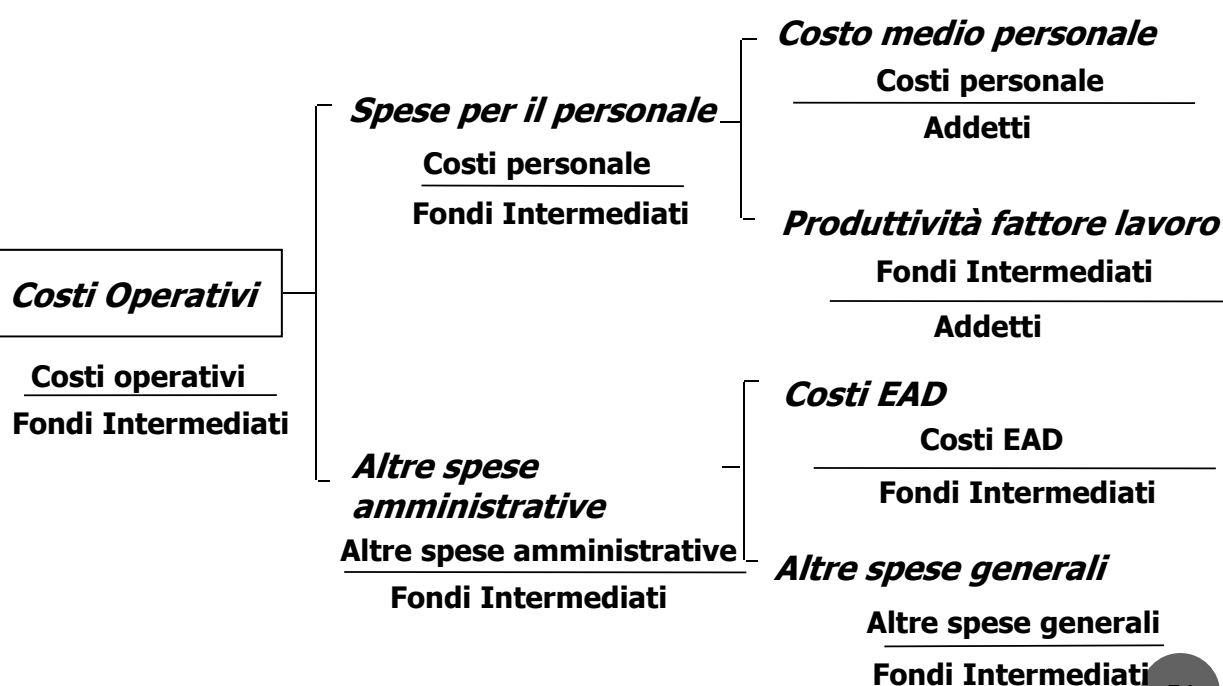 Costi Operativi
Costi operativi
Fondi Intermediati
Spese per il personale
Costi personale
Fondi Intermediati
Costo medio personale
Costi personale
Addetti
Produttività fattore lavoro
Fondi Intermediati
Addetti
Altre spese
amministrative
Altre spese amministrative
Fondi Intermediati
Costi EAD
Costi EAD
Fondi Intermediati
Altre spese generali
Altre spese generali
Fondi Intermediati